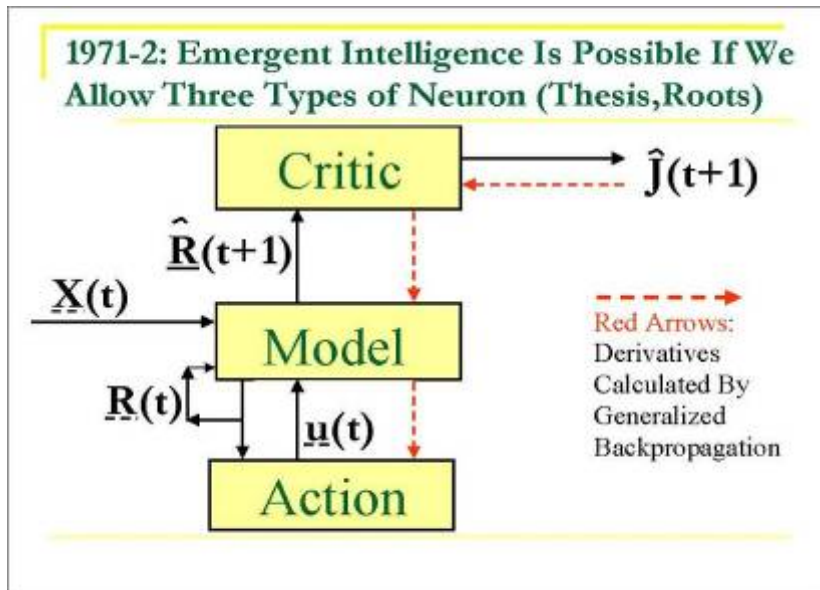 1971-2: Emergent Intelligence Is Possible If We
Allow Three Types of Neuron (Thesis,Roots)
Critic
Ĵ(t+1)
R̂(t+1)
X(t)
Model
R(t)
u(t)
Action
Red Arrows:
Derivatives
Calculated By
Generalized
Backpropagation